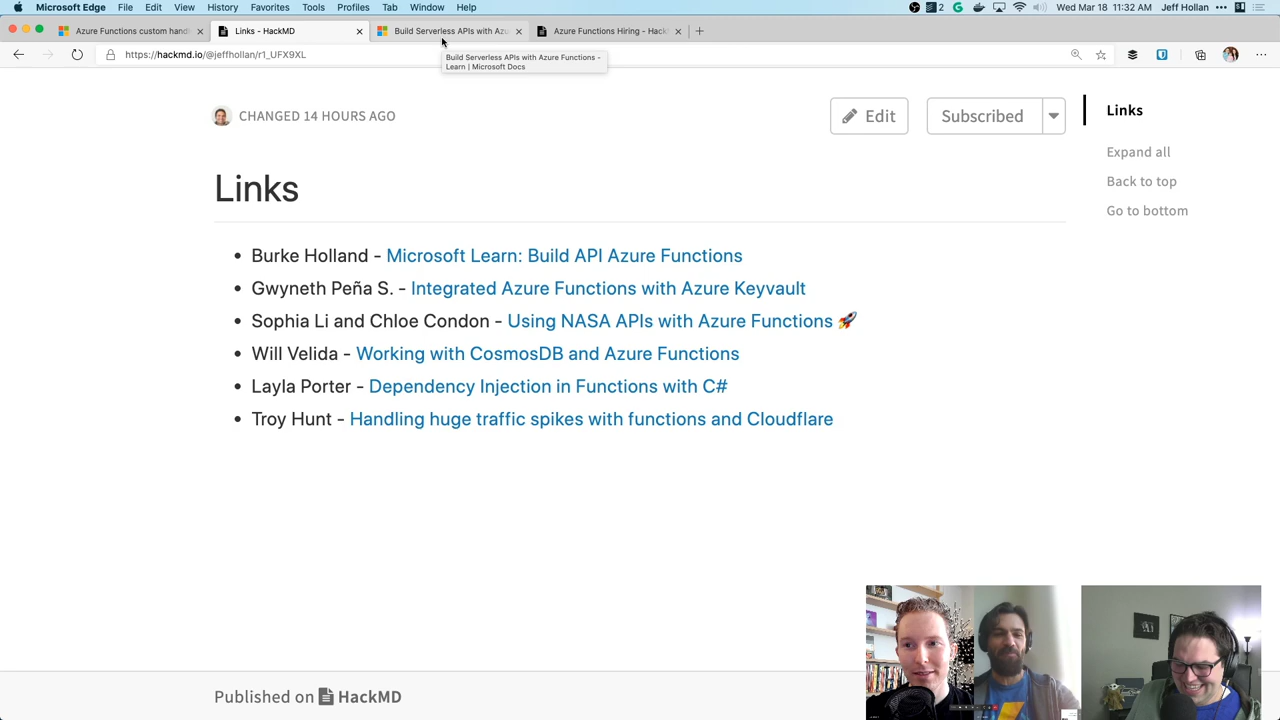 Microsoft Edge File Edit View History Favorites Tools Profiles Tab Window Help 2 Wed Mar 18 11:32 AM Jeff Hollan
Azure Functions custom handl Links - HackMD Build Serverless APIs with Azu Azure Functions Hiring - Hack
https://hackmd.io/@jeffhollan/r1_UFX9XL
Build Serverless APIs with Azure Functions -
Learn | Microsoft Docs
CHANGED 14 HOURS AGO
Edit
Subscribed
Links
Expand all
Back to top
Go to bottom
Links
• Burke Holland - Microsoft Learn: Build API Azure Functions
• Gwyneth Peña S. - Integrated Azure Functions with Azure Keyvault
• Sophia Li and Chloe Condon - Using NASA APIs with Azure Functions 🚀
• Will Velida - Working with CosmosDB and Azure Functions
• Layla Porter - Dependency Injection in Functions with C#
• Troy Hunt - Handling huge traffic spikes with functions and Cloudflare
Published on HackMD